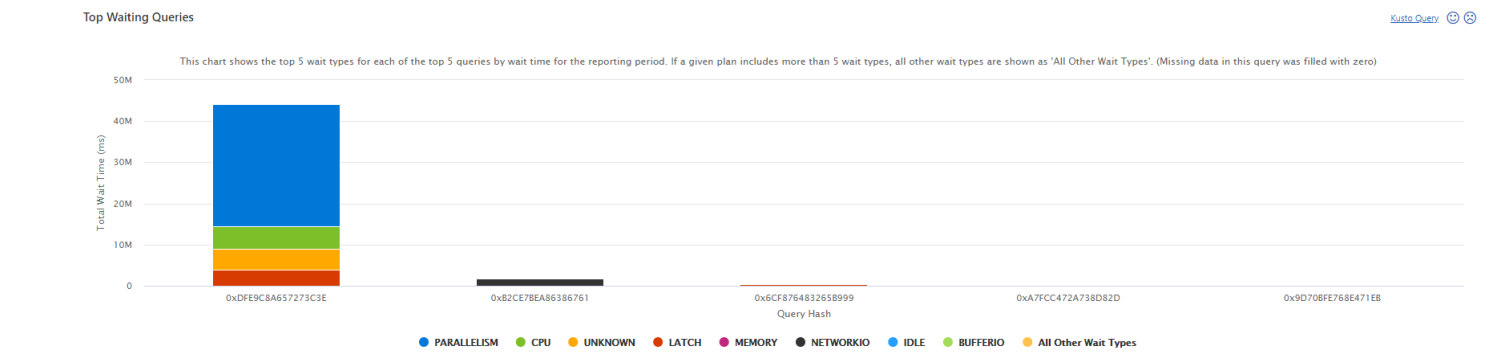 Top Waiting Queries
Kusto Query
This chart shows the top 5 wait types for each of the top 5 queries by wait time for the reporting period. If a given plan includes more than 5 wait types, all other wait types are shown as 'All Other Wait Types'. (Missing data in this query was filled with zero)
Total Wait Time (ms)
50M
40M
30M
20M
10M
0
0xDFE9C8A657273C3E 0xB2CE7BEA86386761 0x6CF876483265B999 0xA7FCC472A738D82D 0x9D70BFE768E471EB
Query Hash
PARALLELISM CPU UNKNOWN LATCH MEMORY NETWORKIO IDLE BUFFERIO All Other Wait Types